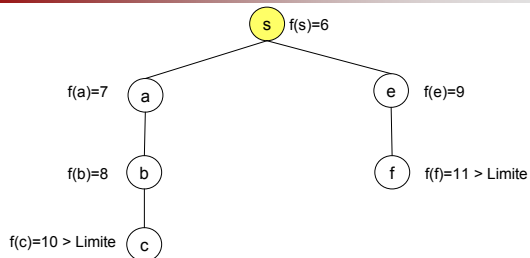 s f(s)=6
f(a)=7 a e f(e)=9
f(b)=8 b f f(f)=11 > Limite
f(c)=10 > Limite c